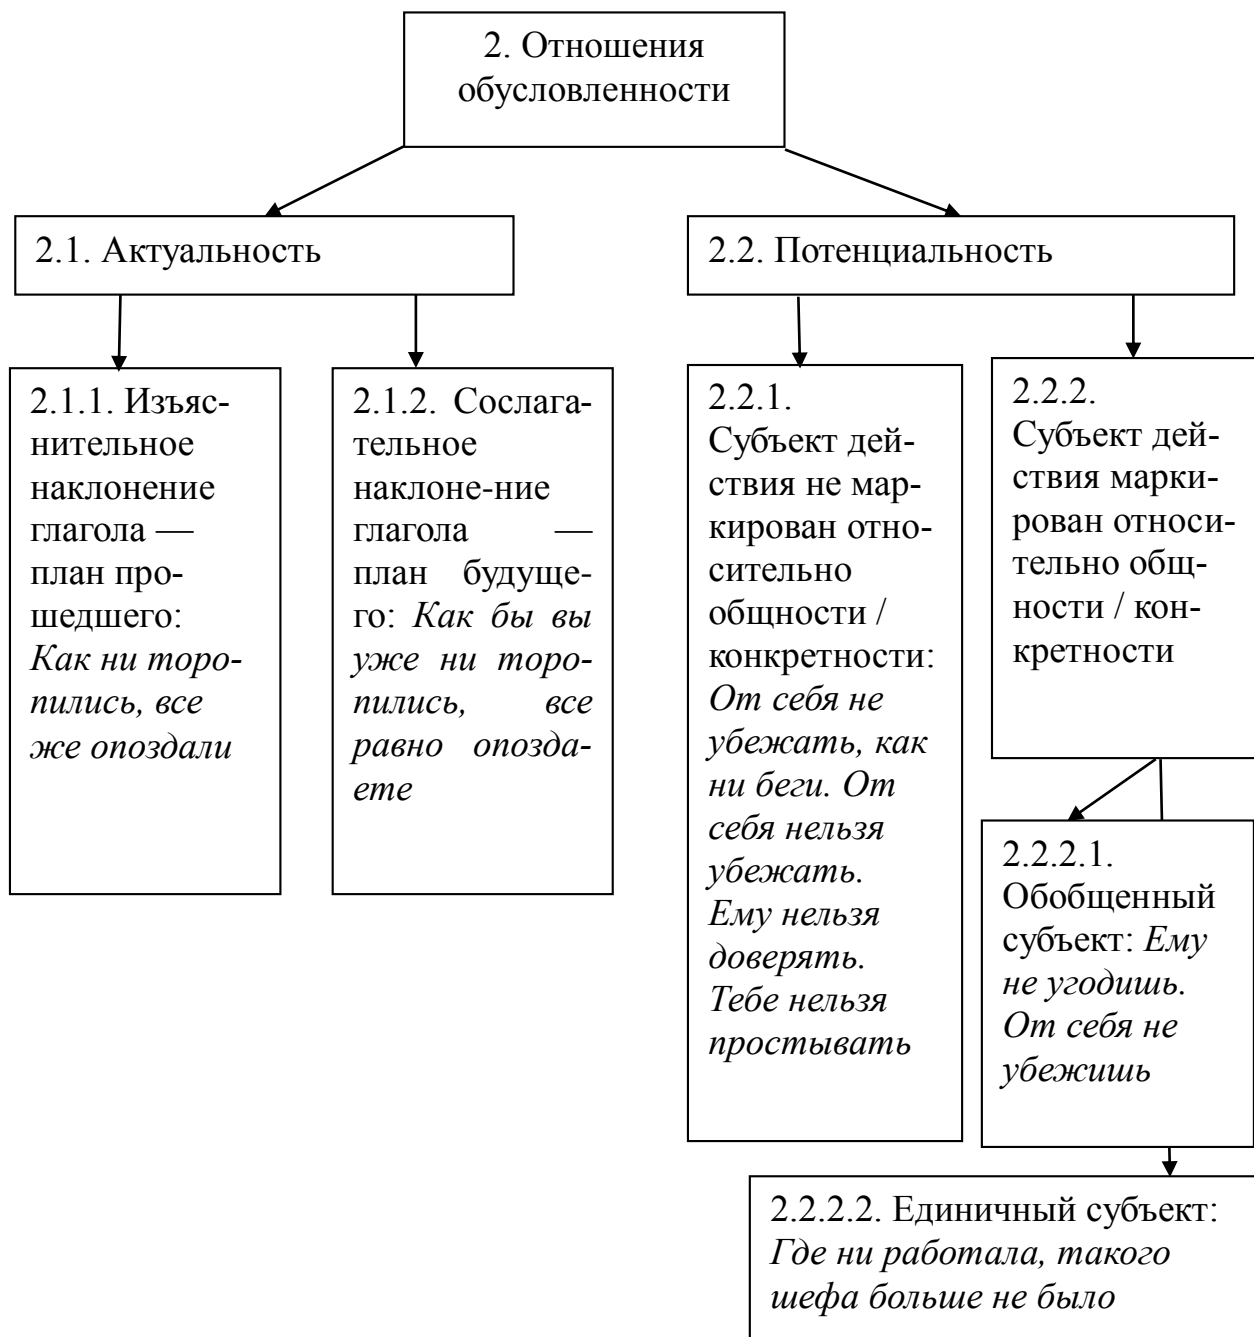 2. Отношения
обусловленности
2.1. Актуальность
2.2. Потенциальность
2.1.1. Изъяс-
нительное
наклонение
глагола —
план про-
шедшего:
Как ни торо-
пились, все
же опоздали
2.1.2. Сослага-
тельное
наклоне-ние
глагола —
план будуще-
го: Как бы вы
уже ни торо-
пились, все
равно опозда-
ете
2.2.1.
Субъект дей-
ствия не мар-
кирован отно-
сительно
общности /
конкретности:
От себя не
убежать, как
ни беги. От
себя нельзя
убежать.
Ему нельзя
доверять.
Тебе нельзя
простывать
2.2.2.
Субъект дей-
ствия марки-
рован относи-
тельно общ-
ности / кон-
кретности
2.2.2.1.
Обобщенный
субъект: Ему
не угодишь.
От себя не
убежишь
2.2.2.2. Единичный субъект:
Где ни работала, такого
шефа больше не было